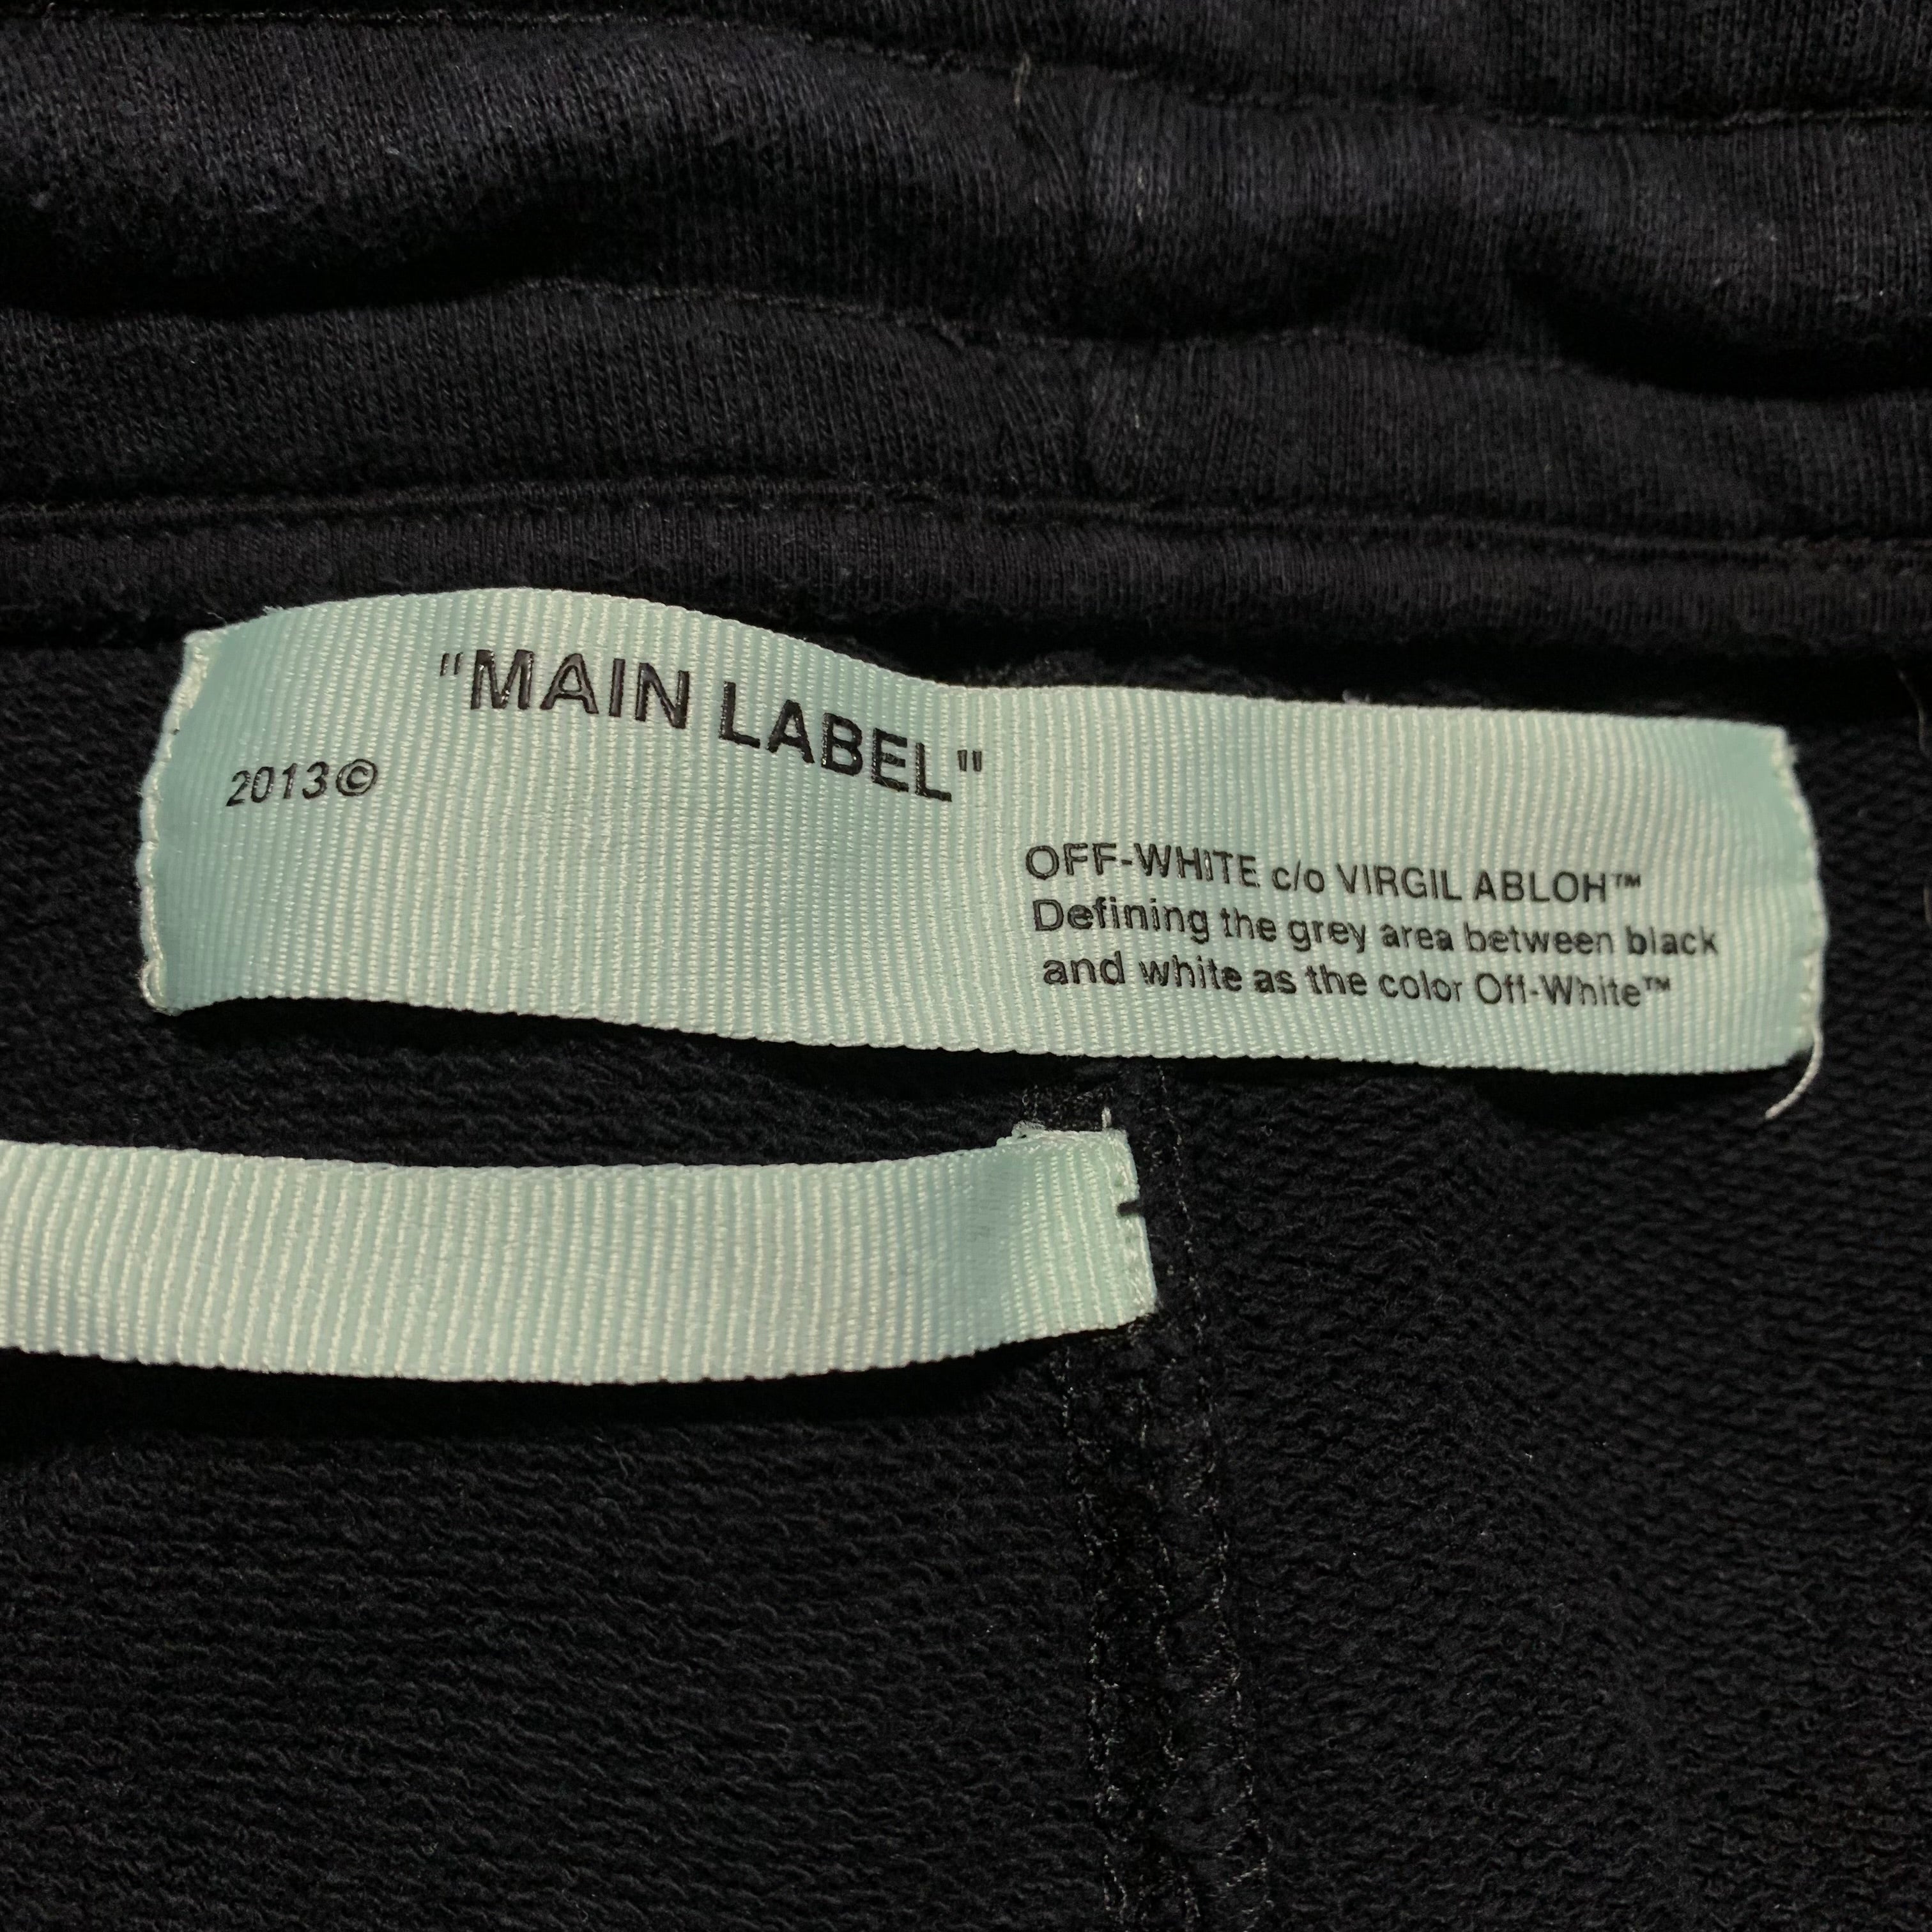 "MAIN LABEL"
2013©
OFF-WHITE c/o VIRGIL ABLOH™
Defining the grey area between black
and white as the color Off-White™